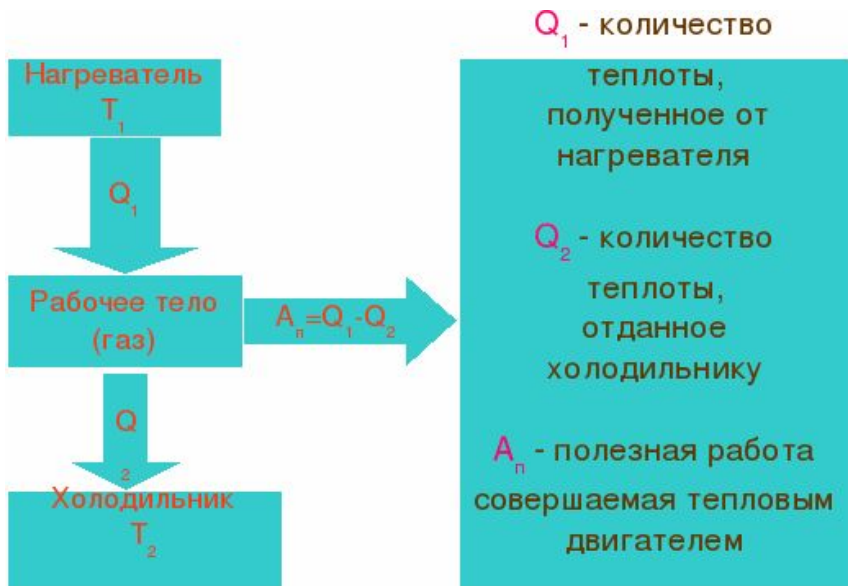 Нагреватель
T₁
Q₁
Рабочее тело
(газ)
Aₙ=Q₁-Q₂
Q
₂
Холодильник
T₂
Q₁ - количество
теплоты,
полученное от
нагревателя
Q₂ - количество
теплоты,
отданное
холодильнику
Aп - полезная работа
совершаемая тепловым
двигателем